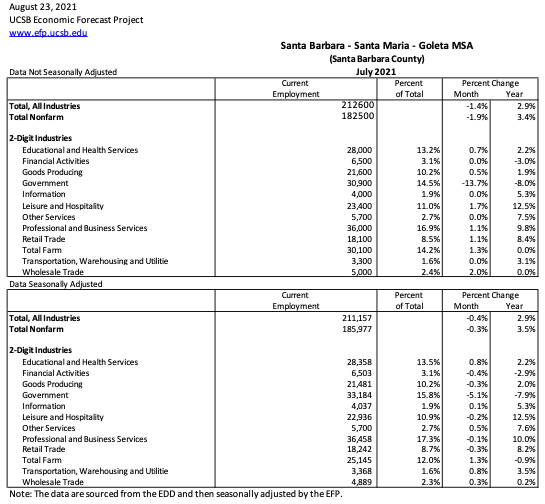 August 23, 2021
UCSB Economic Forecast Project
www.efp.ucsb.edu
Santa Barbara - Santa Maria - Goleta MSA
(Santa Barbara County)
Data Not Seasonally Adjusted July 2021
Current Percent Percent Change
Employment of Total Month Year
Total, All Industries 212600 -1.4% 2.9%
Total Nonfarm 182500 -1.9% 3.4%
2-Digit Industries
Educational and Health Services 28,000 13.2% 0.7% 2.2%
Financial Activities 6,500 3.1% 0.0% -3.0%
Goods Producing 21,600 10.2% 0.5% 1.9%
Government 30,900 14.5% -13.7% -8.0%
Information 4,000 1.9% 0.0% 5.3%
Leisure and Hospitality 23,400 11.0% 1.7% 12.5%
Other Services 5,700 2.7% 0.0% 7.5%
Professional and Business Services 36,000 16.9% 1.1% 9.8%
Retail Trade 18,100 8.5% 1.1% 8.4%
Total Farm 30,100 14.2% 1.3% 0.0%
Transportation, Warehousing and Utilitie 3,300 1.6% 0.0% 3.1%
Wholesale Trade 5,000 2.4% 2.0% 0.0%
Data Seasonally Adjusted
Current Percent Percent Change
Employment of Total Month Year
Total, All Industries 211,157 -0.4% 2.9%
Total Nonfarm 185,977 -0.3% 3.5%
2-Digit Industries
Educational and Health Services 28,358 13.5% 0.8% 2.2%
Financial Activities 6,503 3.1% -0.4% -2.9%
Goods Producing 21,481 10.2% -0.3% 2.0%
Government 33,184 15.8% -5.1% -7.9%
Information 4,037 1.9% 0.1% 5.3%
Leisure and Hospitality 22,936 10.9% -0.2% 12.5%
Other Services 5,700 2.7% 0.5% 7.6%
Professional and Business Services 36,458 17.3% -0.1% 10.0%
Retail Trade 18,242 8.7% -0.3% 8.2%
Total Farm 25,145 12.0% 1.3% -0.9%
Transportation, Warehousing and Utilitie 3,368 1.6% 0.8% 3.5%
Wholesale Trade 4,889 2.3% 0.3% 0.2%
Note: The data are sourced from the EDD and then seasonally adjusted by the EFP.